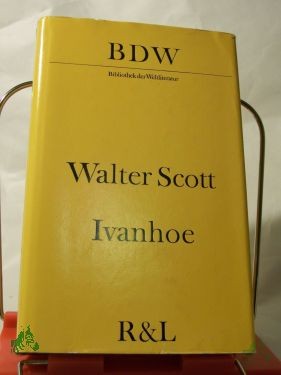 BDW
Bibliothek der Weltliteratur
Walter Scott
Ivanhoe
R&L